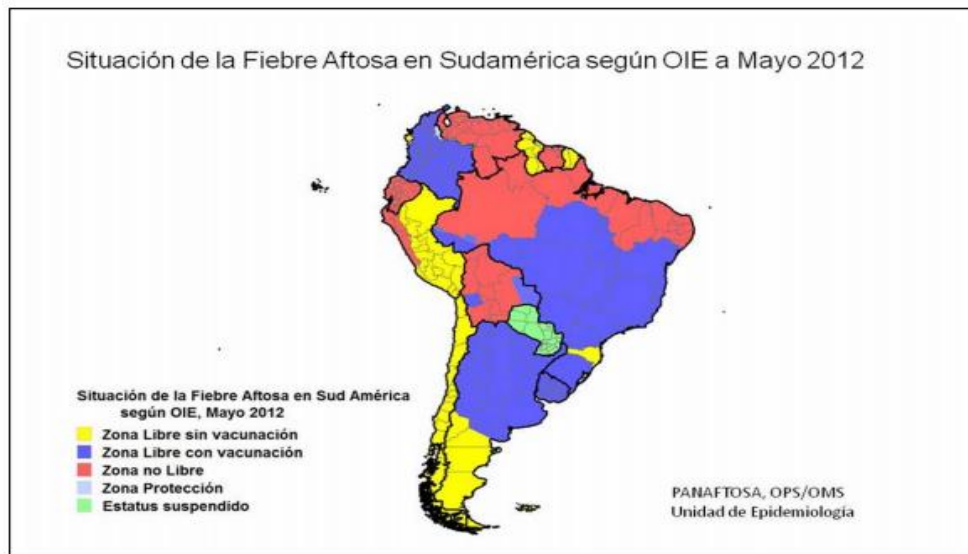 Situación de la Fiebre Aftosa en Sudamérica según OIE a Mayo 2012
Situación de la Fiebre Aftosa en Sud América
según OIE, Mayo 2012
Zona Libre sin vacunación
Zona Libre con vacunación
Zona no Libre
Zona Protección
Estatus suspendido
PANAFTOSA, OPS/OMS
Unidad de Epidemiología